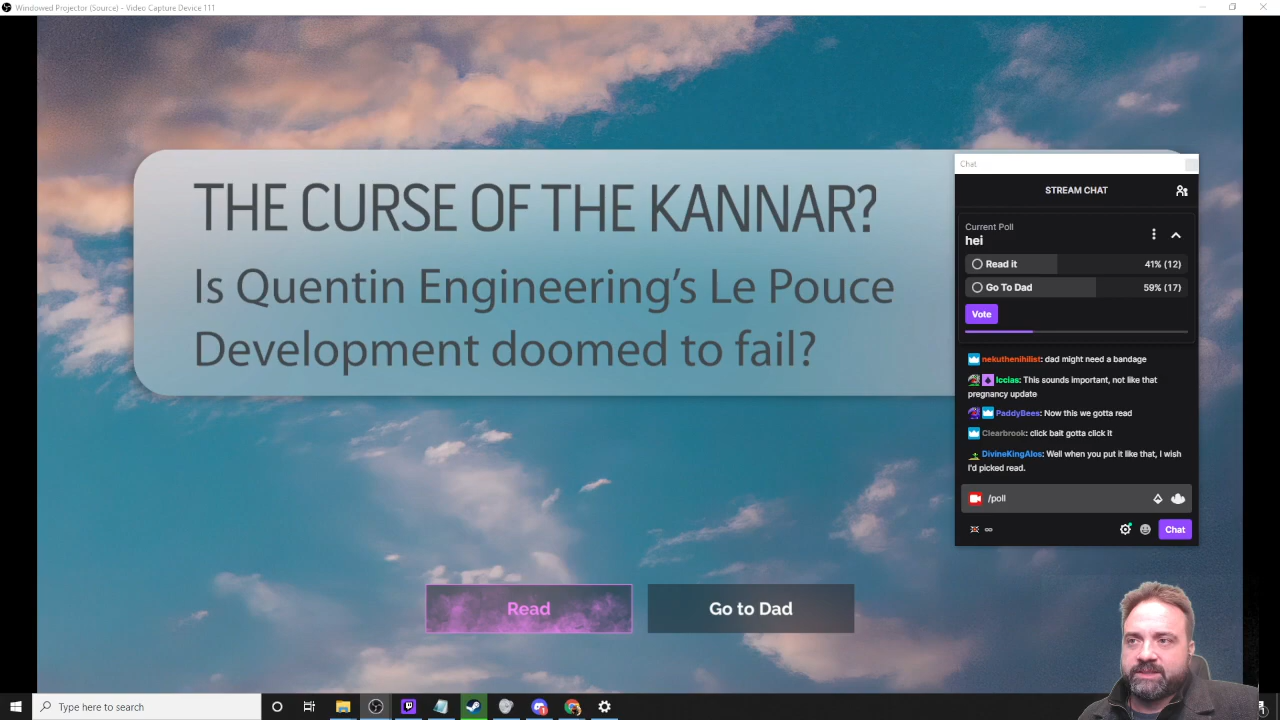 Windowed Projector (Source) - Video Capture Device 111
THE CURSE OF THE KANNAR?
Is Quentin Engineering's Le Pouce
Development doomed to fail?
Read
Go to Dad
Chat
STREAM CHAT
Current Poll
hei
Read it 41% (12)
Go To Dad 59% (17)
Vote
nekuthenihilist: dad might need a bandage
Iccias: This sounds important, not like that
pregnancy update
PaddyBees: Now this we gotta read
Clearbrook: click bait gotta click it
DivineKingAlos: Well when you put it like that, I wish
I'd picked read.
/poll
Chat
Type here to search